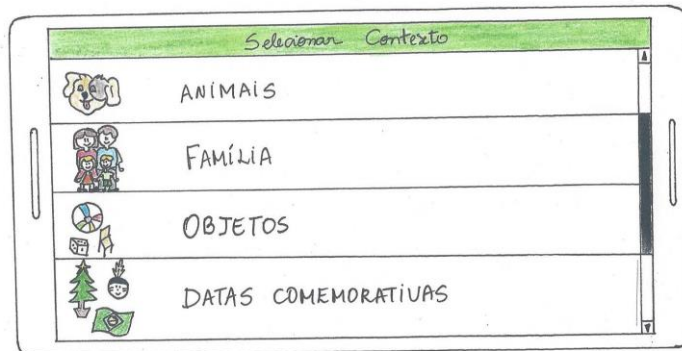 Selecionar Contexto
ANIMAIS
FAMÍLIA
OBJETOS
DATAS COMEMORATIVAS